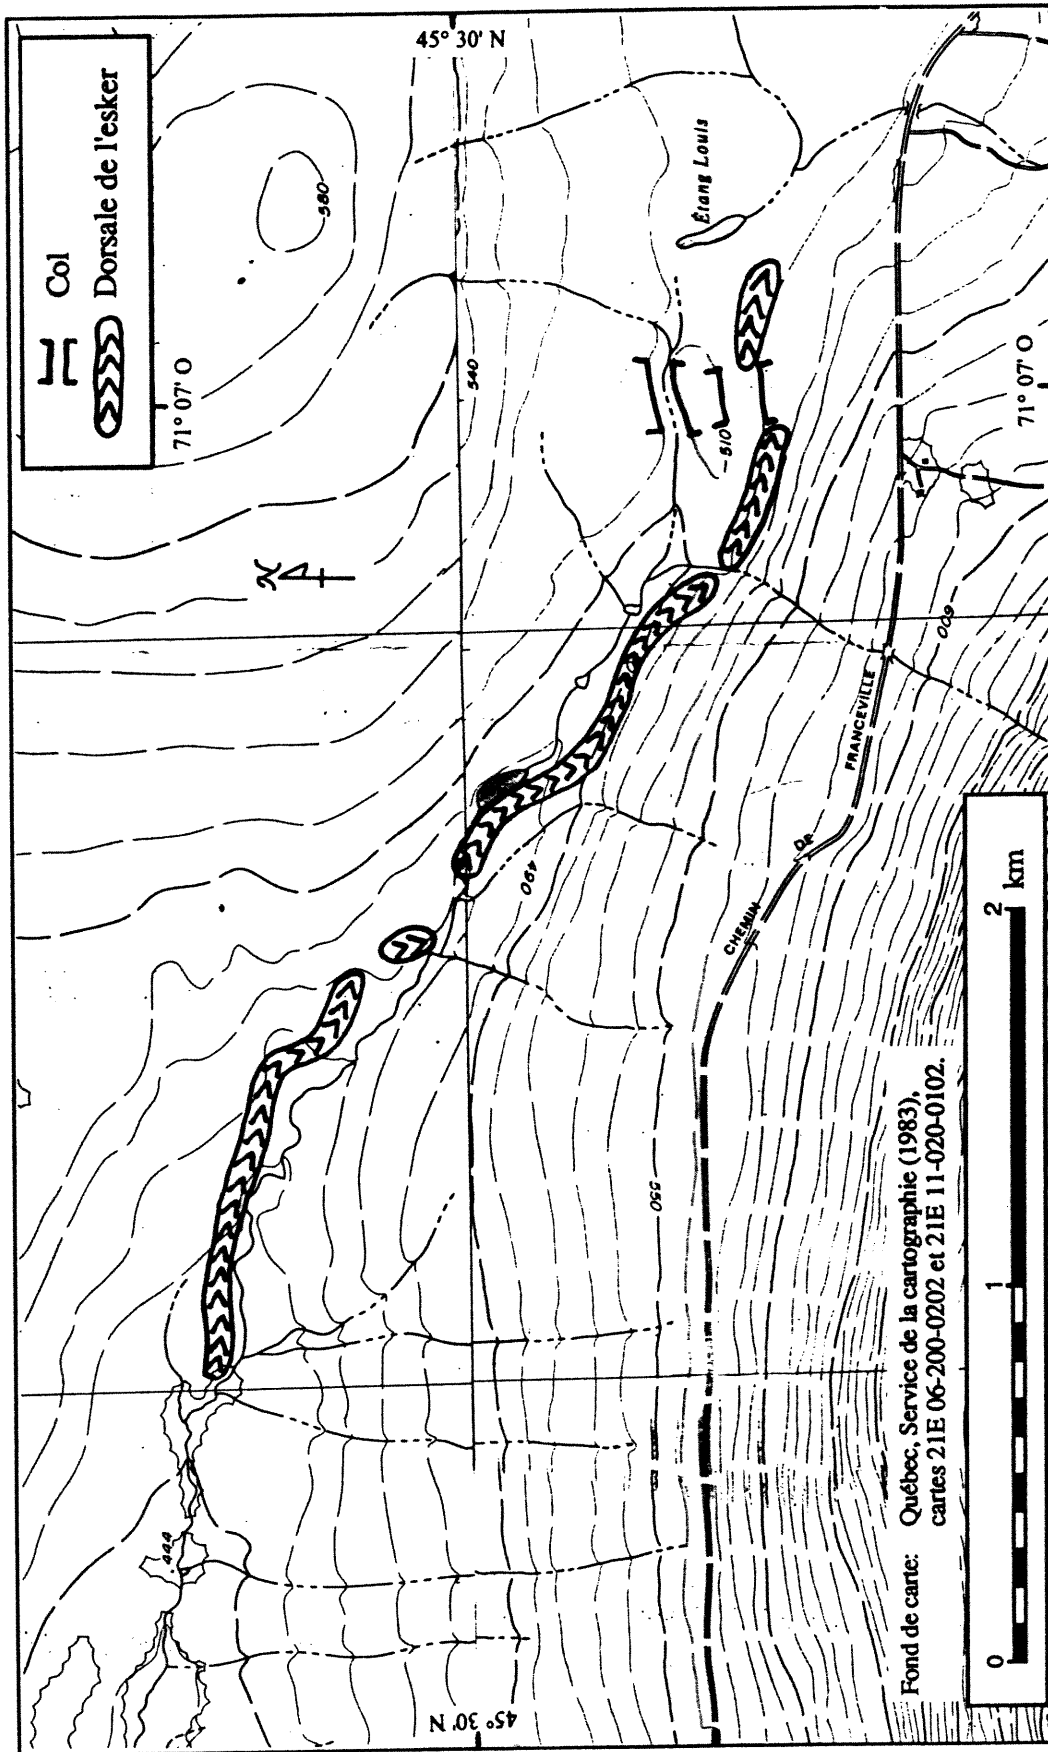 Col
Dorsale de l'esker
45° 30' N
71° 07' O
580
540
Étang Louis
510
71° 07' O
600
490
CHEMIN DE FRANCEVILLE
550
444
45° 30' N
N
Fond de carte: Québec, Service de la cartographie (1983),
cartes 21E 06-200-0202 et 21E 11-020-0102.
0 1 2 km